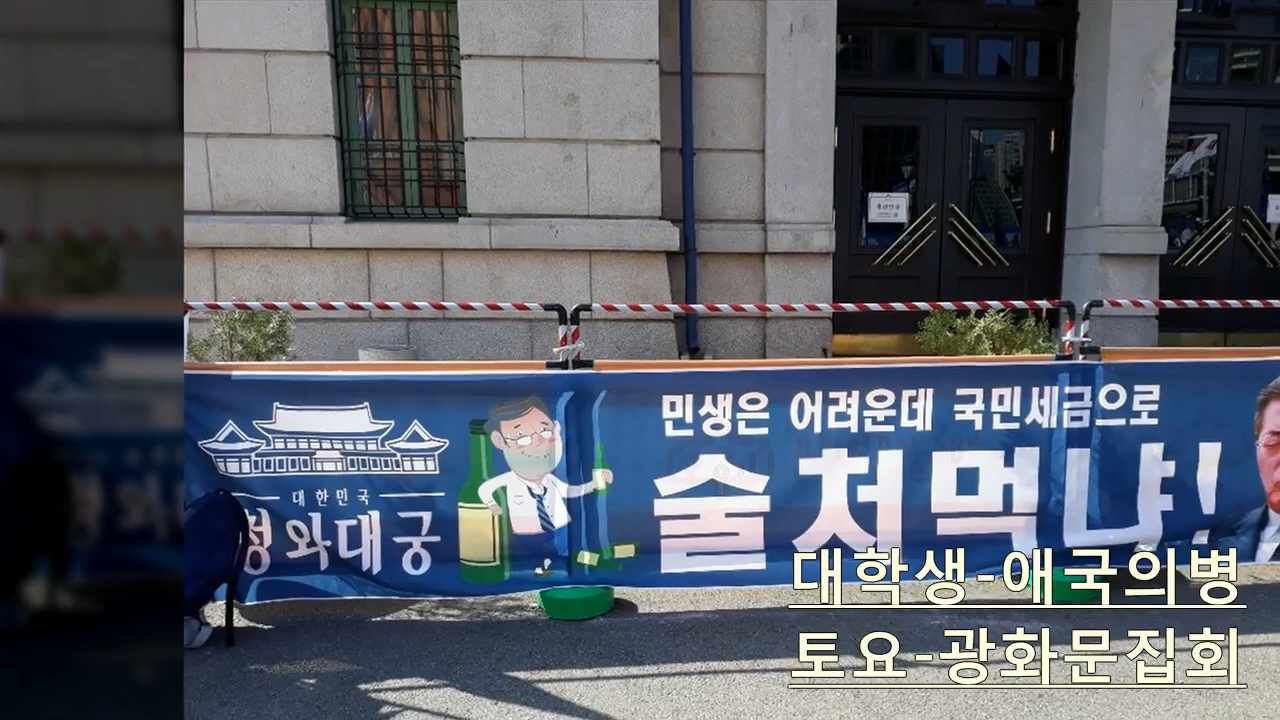 대한민국
청와대궁
민생은 어려운데 국민세금으로
술처먹냐!
대학생-애국의병
토요-광화문집회